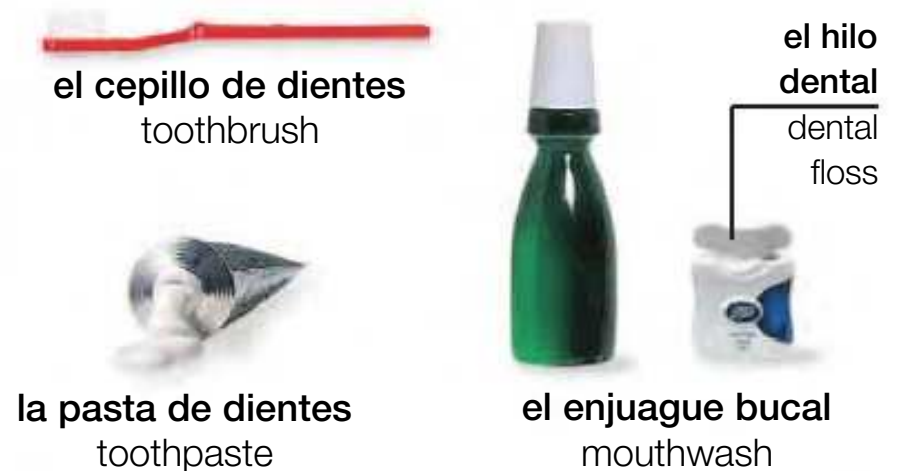 el cepillo de dientes
toothbrush
el hilo
dental
dental
floss
la pasta de dientes
toothpaste
el enjuague bucal
mouthwash